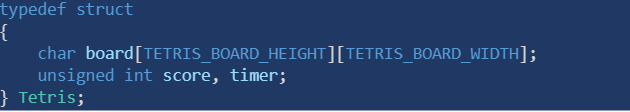 typedef struct
{
    char board[TETRIS_BOARD_HEIGHT][TETRIS_BOARD_WIDTH];
    unsigned int score, timer;
} Tetris;